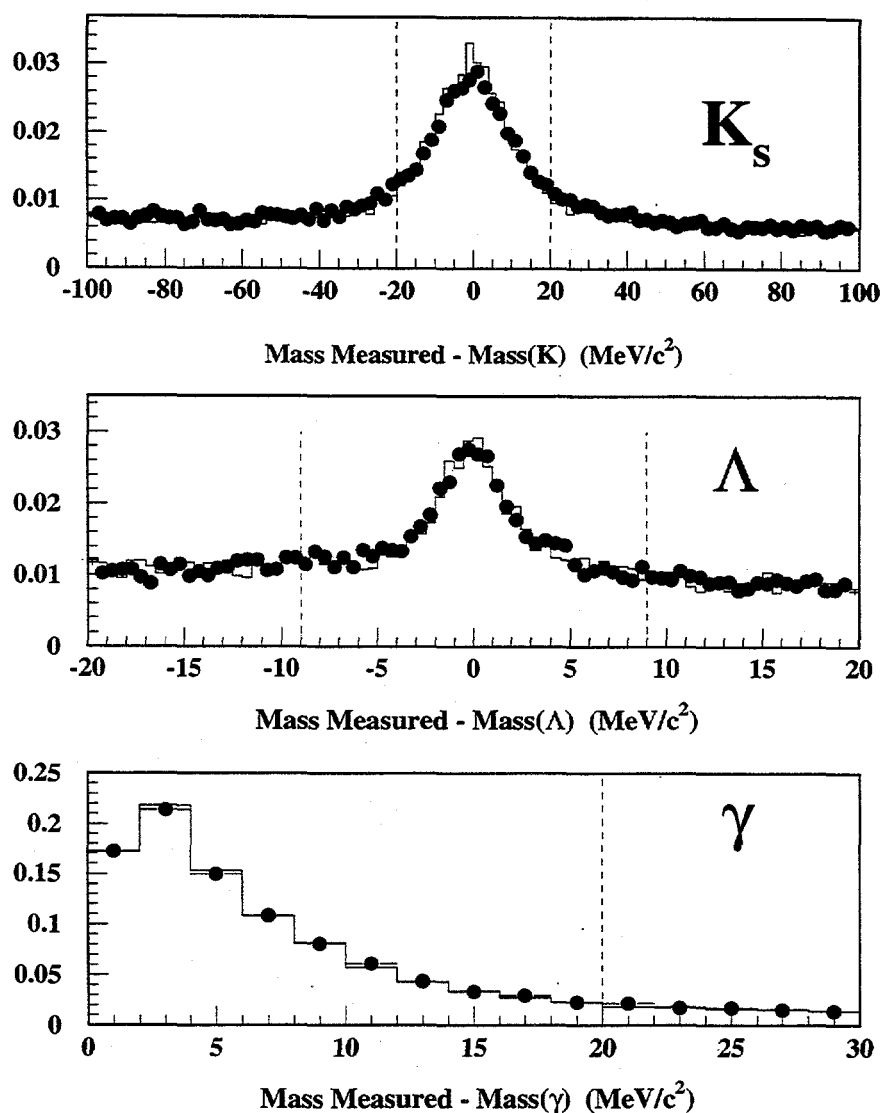 0.03
0.02
0.01
0
K_s
-100 -80 -60 -40 -20 0 20 40 60 80 100
Mass Measured - Mass(K) (MeV/c²)
0.03
0.02
0.01
0
Λ
-20 -15 -10 -5 0 5 10 15 20
Mass Measured - Mass(Λ) (MeV/c²)
0.25
0.2
0.15
0.1
0.05
0
γ
0 5 10 15 20 25 30
Mass Measured - Mass(γ) (MeV/c²)